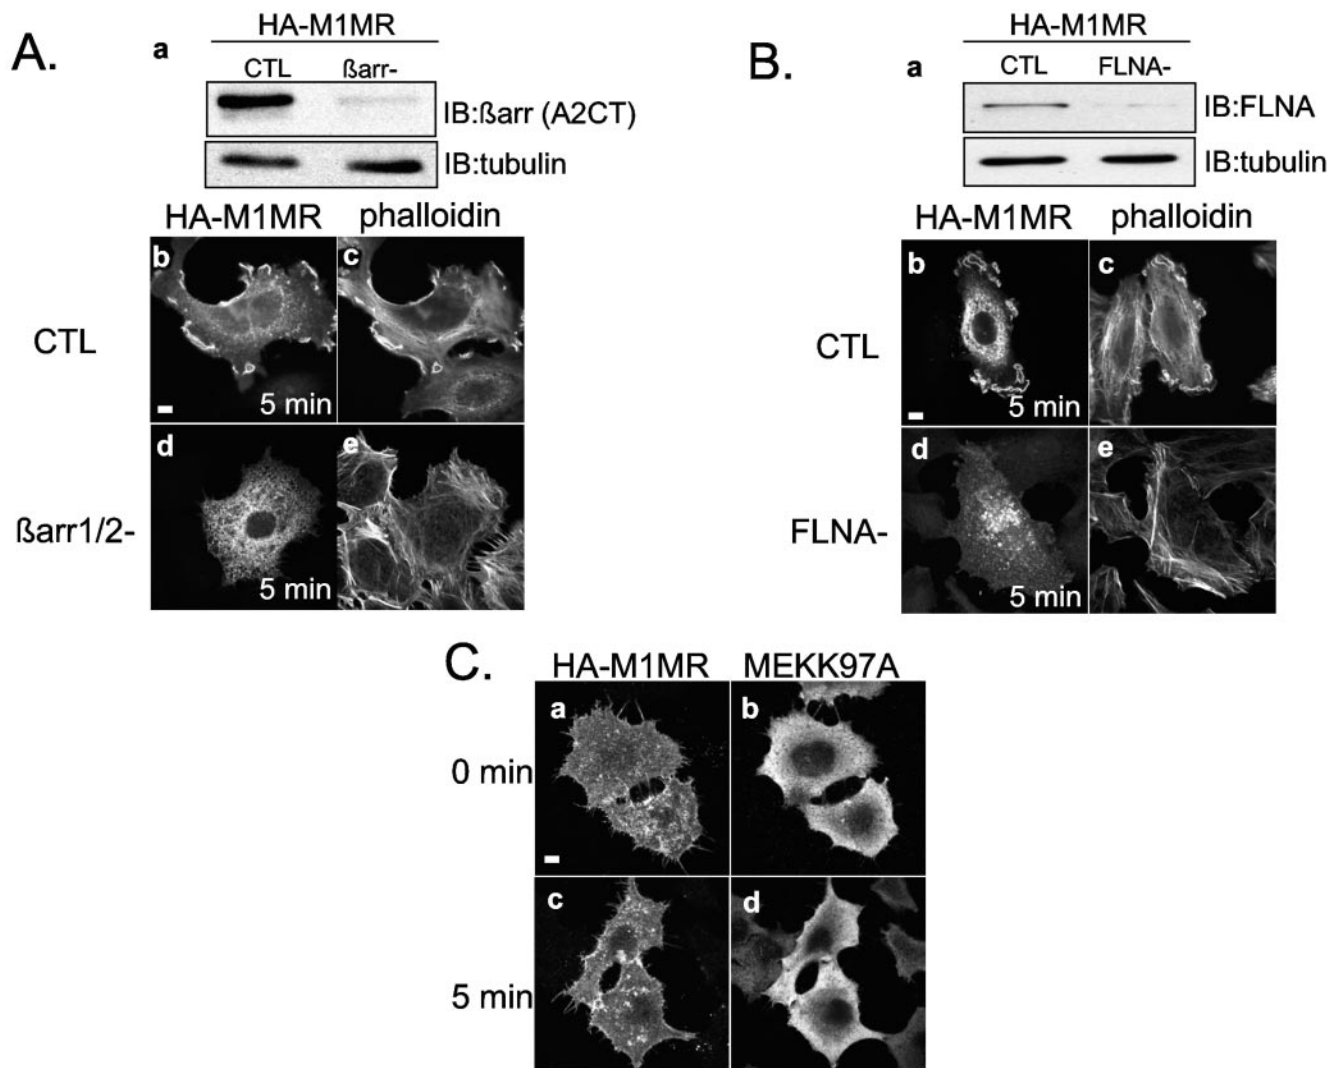 A.
HA-M1MR
a
CTL ßarr-
IB:ßarr (A2CT)
IB:tubulin
HA-M1MR phalloidin
b c
CTL
5 min
d e
ßarr1/2-
5 min
B.
HA-M1MR
a
CTL FLNA-
IB:FLNA
IB:tubulin
HA-M1MR phalloidin
b c
CTL
5 min
d e
FLNA-
5 min
C.
HA-M1MR MEKK97A
a b
0 min
c d
5 min